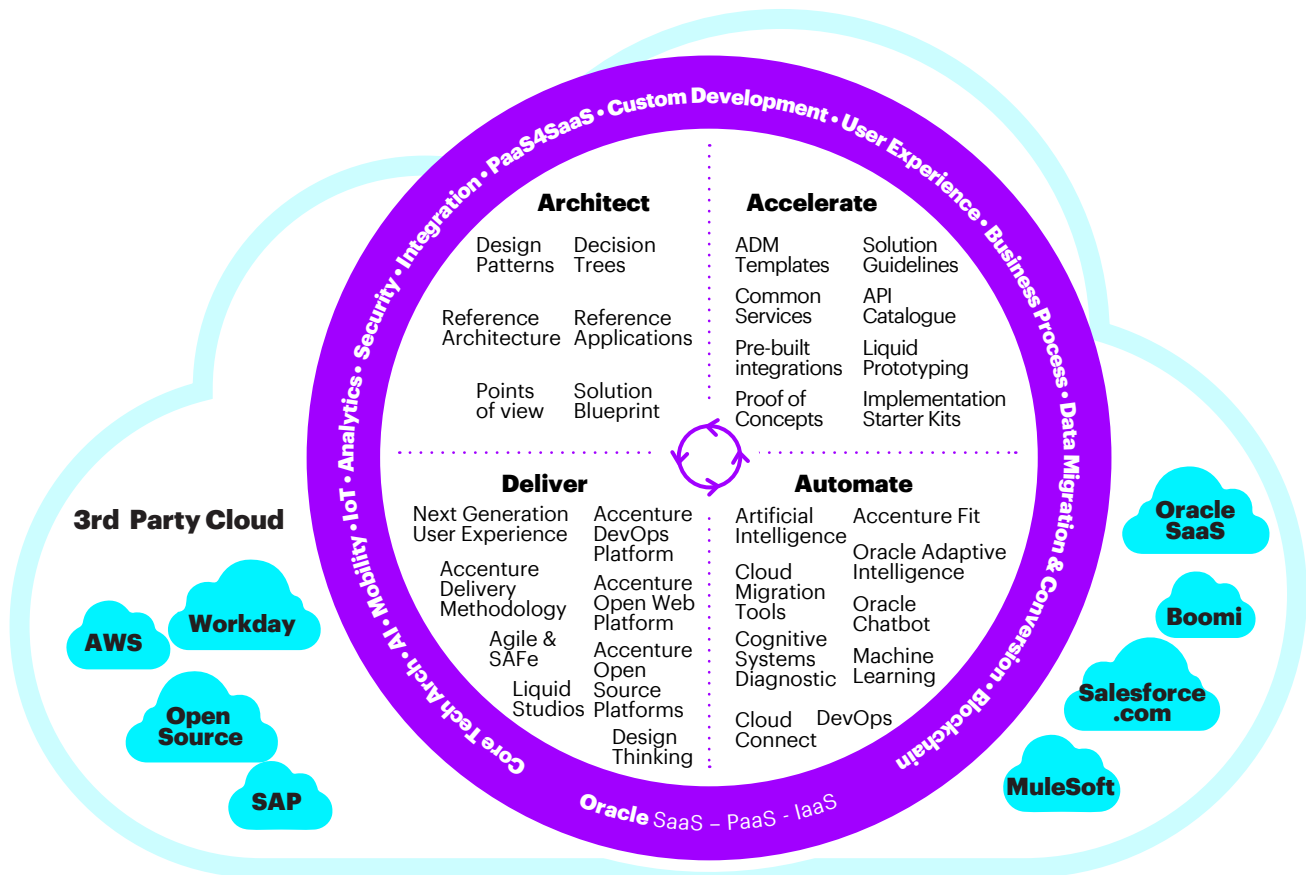 Core Tech Arch • AI • Mobility • IoT • Analytics • Security • Integration • PaaS4SaaS • Custom Development • User Experience • Business Process • Data Migration & Conversion • Blockchain
Architect
Design
Patterns
Decision
Trees
Reference
Architecture
Reference
Applications
Points
of view
Solution
Blueprint
Accelerate
ADM
Templates
Solution
Guidelines
Common
Services
API
Catalogue
Pre-built
integrations
Liquid
Prototyping
Proof of
Concepts
Implementation
Starter Kits
Deliver
Next Generation
User Experience
Accenture
Delivery
Methodology
Agile &
SAFe
Liquid
Studios
Accenture
DevOps
Platform
Accenture
Open Web
Platform
Accenture
Open
Source
Platforms
Design
Thinking
Automate
Artificial
Intelligence
Cloud
Migration
Tools
Cognitive
Systems
Diagnostic
Cloud
Connect
Accenture Fit
Oracle Adaptive
Intelligence
Oracle
Chatbot
Machine
Learning
DevOps
Oracle SaaS – PaaS - IaaS
3rd Party Cloud
AWS
Workday
Open
Source
SAP
Oracle
SaaS
Boomi
Salesforce
.com
MuleSoft